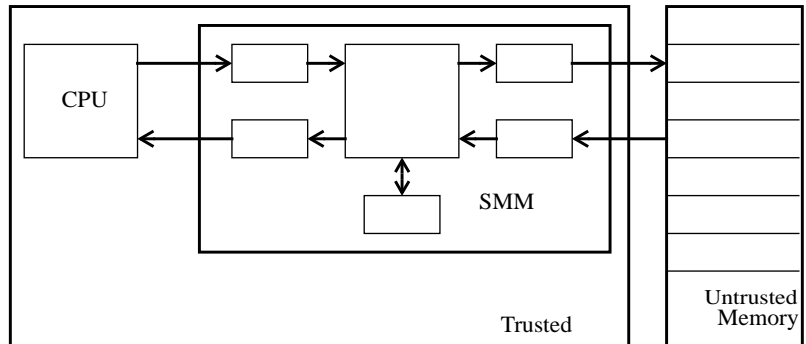 CPU
SMM
Trusted
Untrusted
Memory